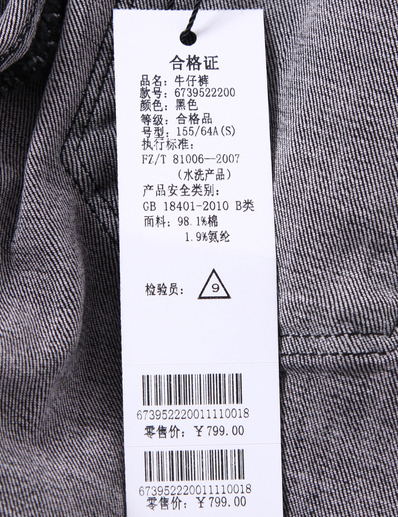 合格证
品名: 牛仔裤
款号: 6739522200
颜色: 黑色
等级: 合格品
号型: 155/64A(S)
执行标准:
FZ/T 81006—2007
(水洗产品)
产品安全类别:
GB 18401-2010 B类
面料: 98.1%棉
1.9%氨纶
检验员: 9
673952220011110018
零售价: ¥799.00
673952220011110018
零售价: ¥799.00